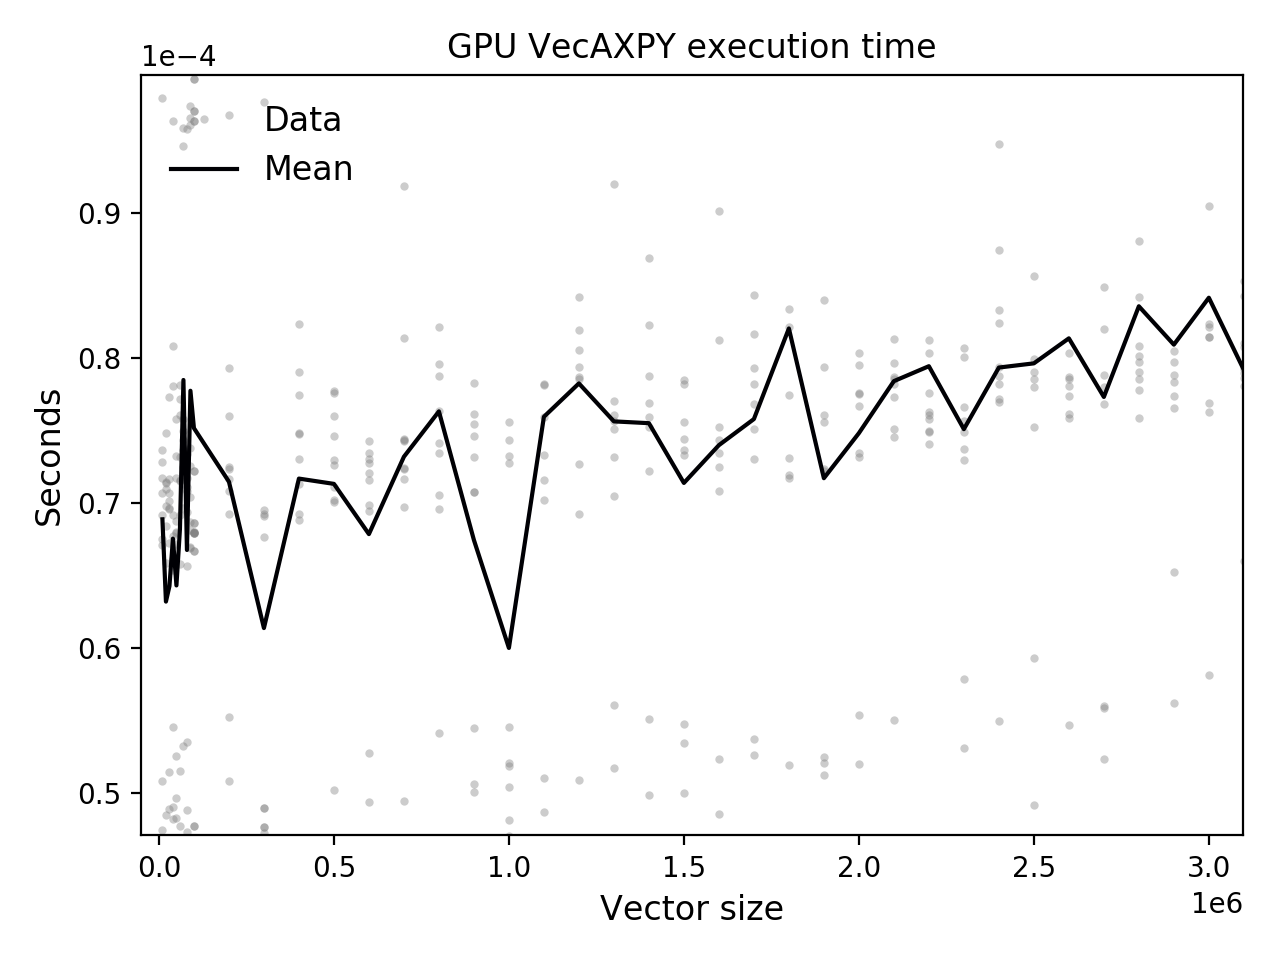 GPU VecAXPY execution time
1e−4
Data
Mean
0.9
0.8
0.7
0.6
0.5
Seconds
0.0 0.5 1.0 1.5 2.0 2.5 3.0
1e6
Vector size